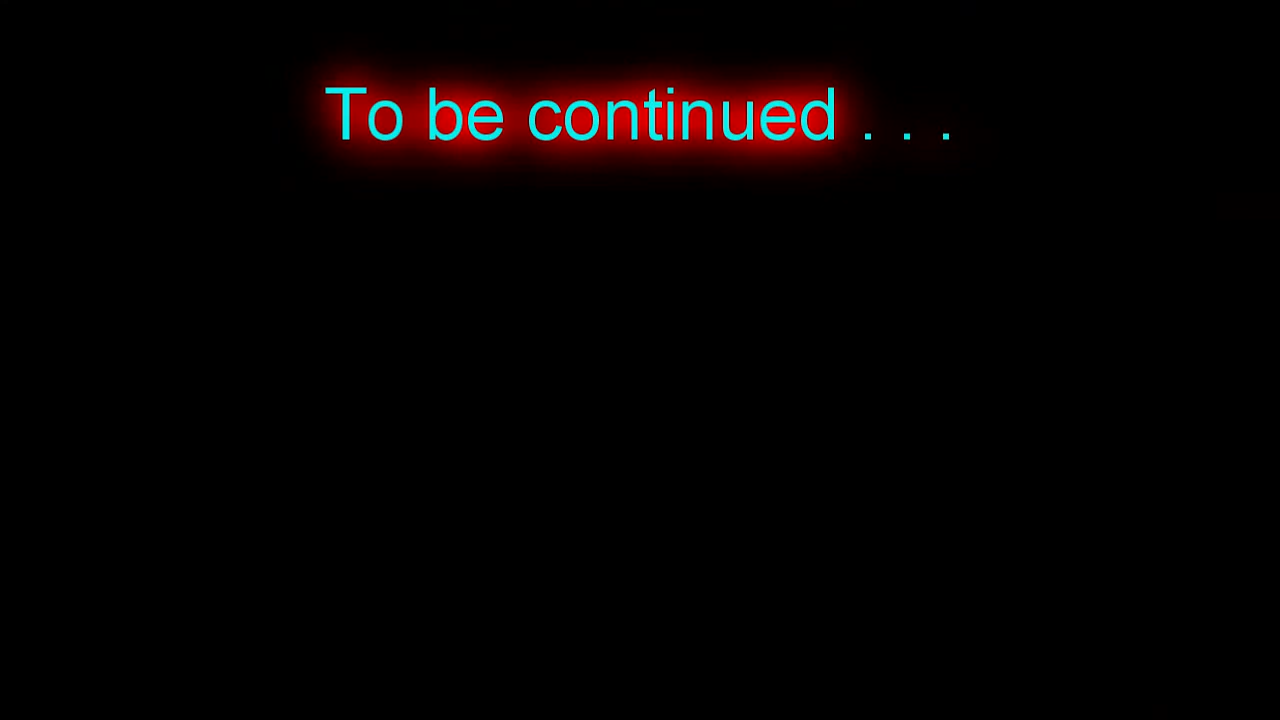 To be continued . . .